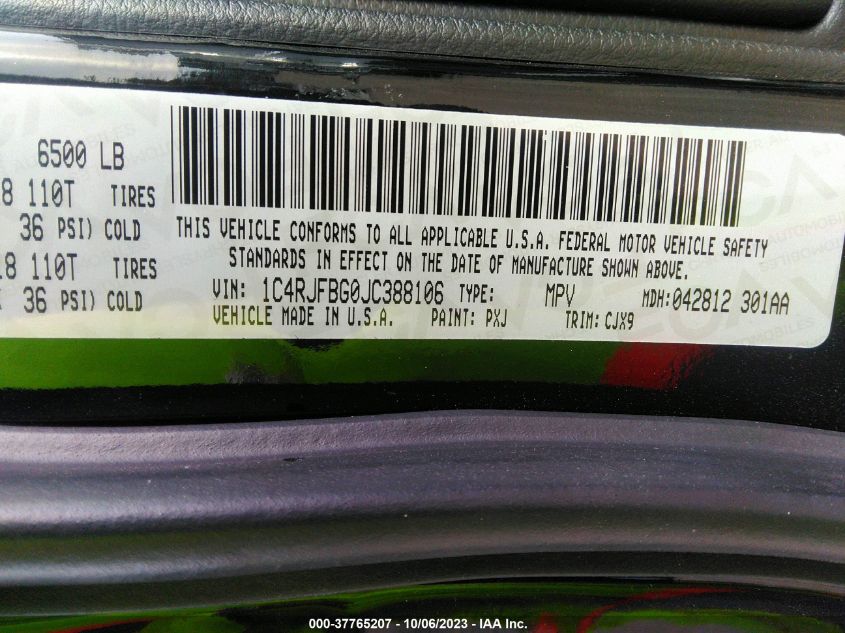 6500 LB
8 110T TIRES
36 PSI) COLD
18 110T TIRES
36 PSI) COLD
THIS VEHICLE CONFORMS TO ALL APPLICABLE U.S.A. FEDERAL MOTOR VEHICLE SAFETY
STANDARDS IN EFFECT ON THE DATE OF MANUFACTURE SHOWN ABOVE.
VIN: 1C4RJFBG0JC388106 TYPE: MPV MDH:042812 301AA
VEHICLE MADE IN U.S.A. PAINT: PXJ TRIM: CJX9
000-37765207 - 10/06/2023 - IAA Inc.